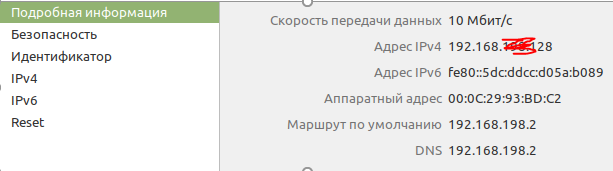 Подробная информация
Безопасность
Идентификатор
IPv4
IPv6
Reset
Скорость передачи данных 10 Мбит/с
Адрес IPv4 192.168. .128
Адрес IPv6 fe80::5dc:ddcc:d05a:b089
Аппаратный адрес 00:0C:29:93:BD:C2
Маршрут по умолчанию 192.168.198.2
DNS 192.168.198.2